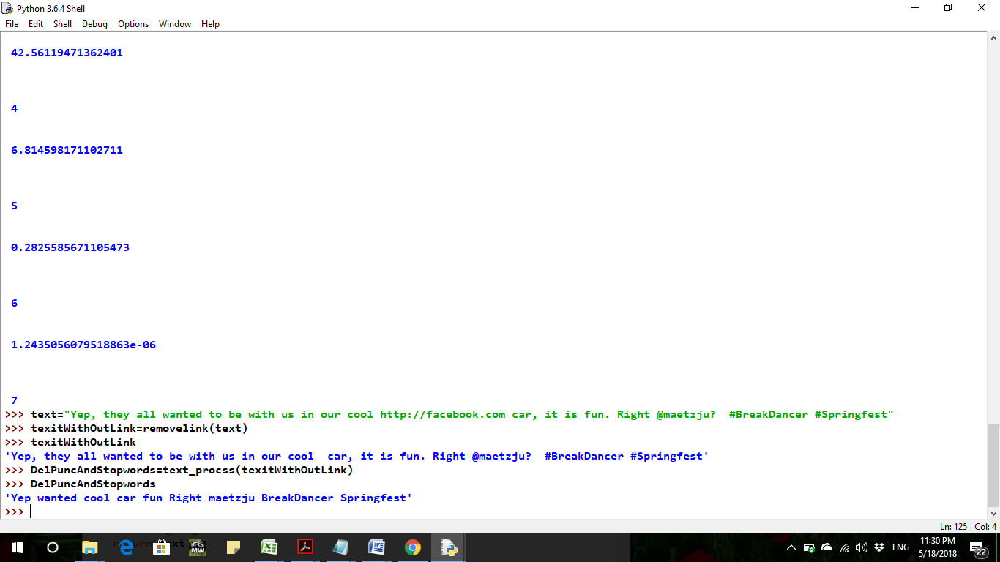 Python 3.6.4 Shell
File Edit Shell Debug Options Window Help
42.56119471362401
4
6.814598171102711
5
0.2825585671105473
6
1.2435056079518863e-06
7
>>> text="Yep, they all wanted to be with us in our cool http://facebook.com car, it is fun. Right @maetzju?  #BreakDancer #Springfest"
>>> texitWithOutLink=removelink(text)
>>> texitWithOutLink
'Yep, they all wanted to be with us in our cool  car, it is fun. Right @maetzju?  #BreakDancer #Springfest'
>>> DelPuncAndStopwords=text_procss(texitWithOutLink)
>>> DelPuncAndStopwords
'Yep wanted cool car fun Right maetzju BreakDancer Springfest'
>>>
Ln: 125 Col: 4
NFS
MW
ENG
11:30 PM
5/18/2018
22